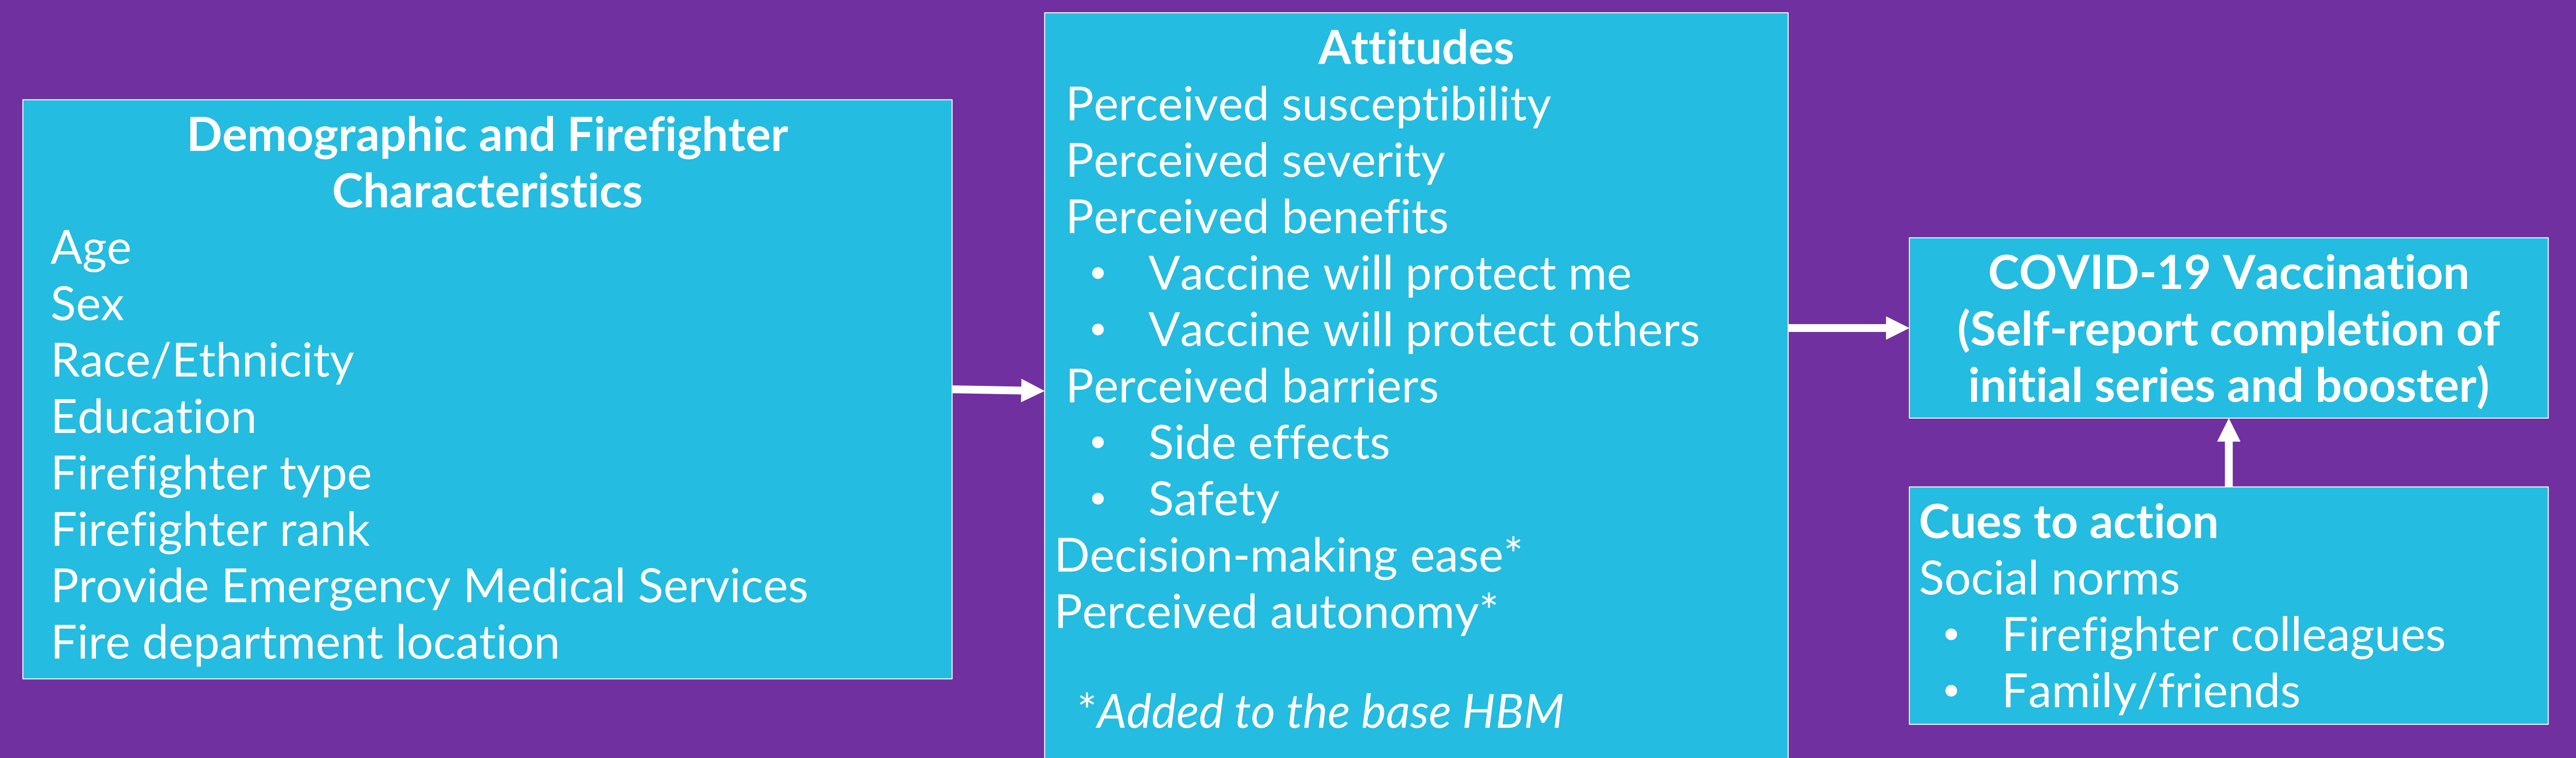 Demographic and Firefighter
Characteristics
Age
Sex
Race/Ethnicity
Education
Firefighter type
Firefighter rank
Provide Emergency Medical Services
Fire department location
Attitudes
Perceived susceptibility
Perceived severity
Perceived benefits
• Vaccine will protect me
• Vaccine will protect others
Perceived barriers
• Side effects
• Safety
Decision-making ease*
Perceived autonomy*
*Added to the base HBM
COVID-19 Vaccination
(Self-report completion of
initial series and booster)
Cues to action
Social norms
• Firefighter colleagues
• Family/friends